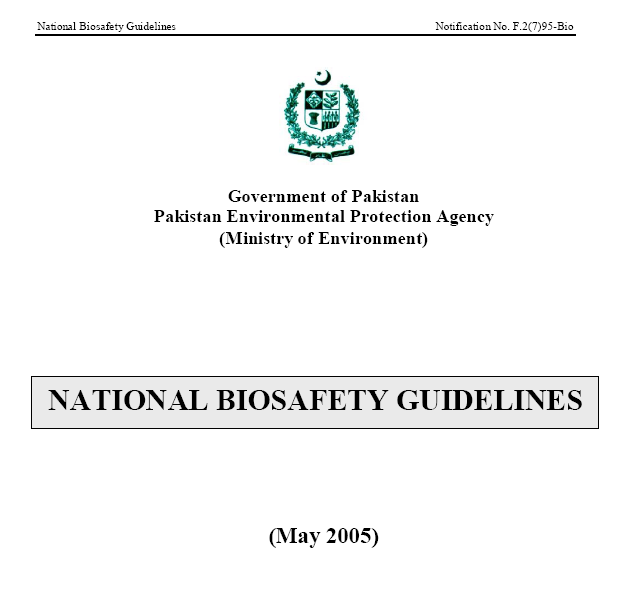 National Biosafety Guidelines Notification No. F.2(7)95-Bio
Government of Pakistan
Pakistan Environmental Protection Agency
(Ministry of Environment)
NATIONAL BIOSAFETY GUIDELINES
(May 2005)